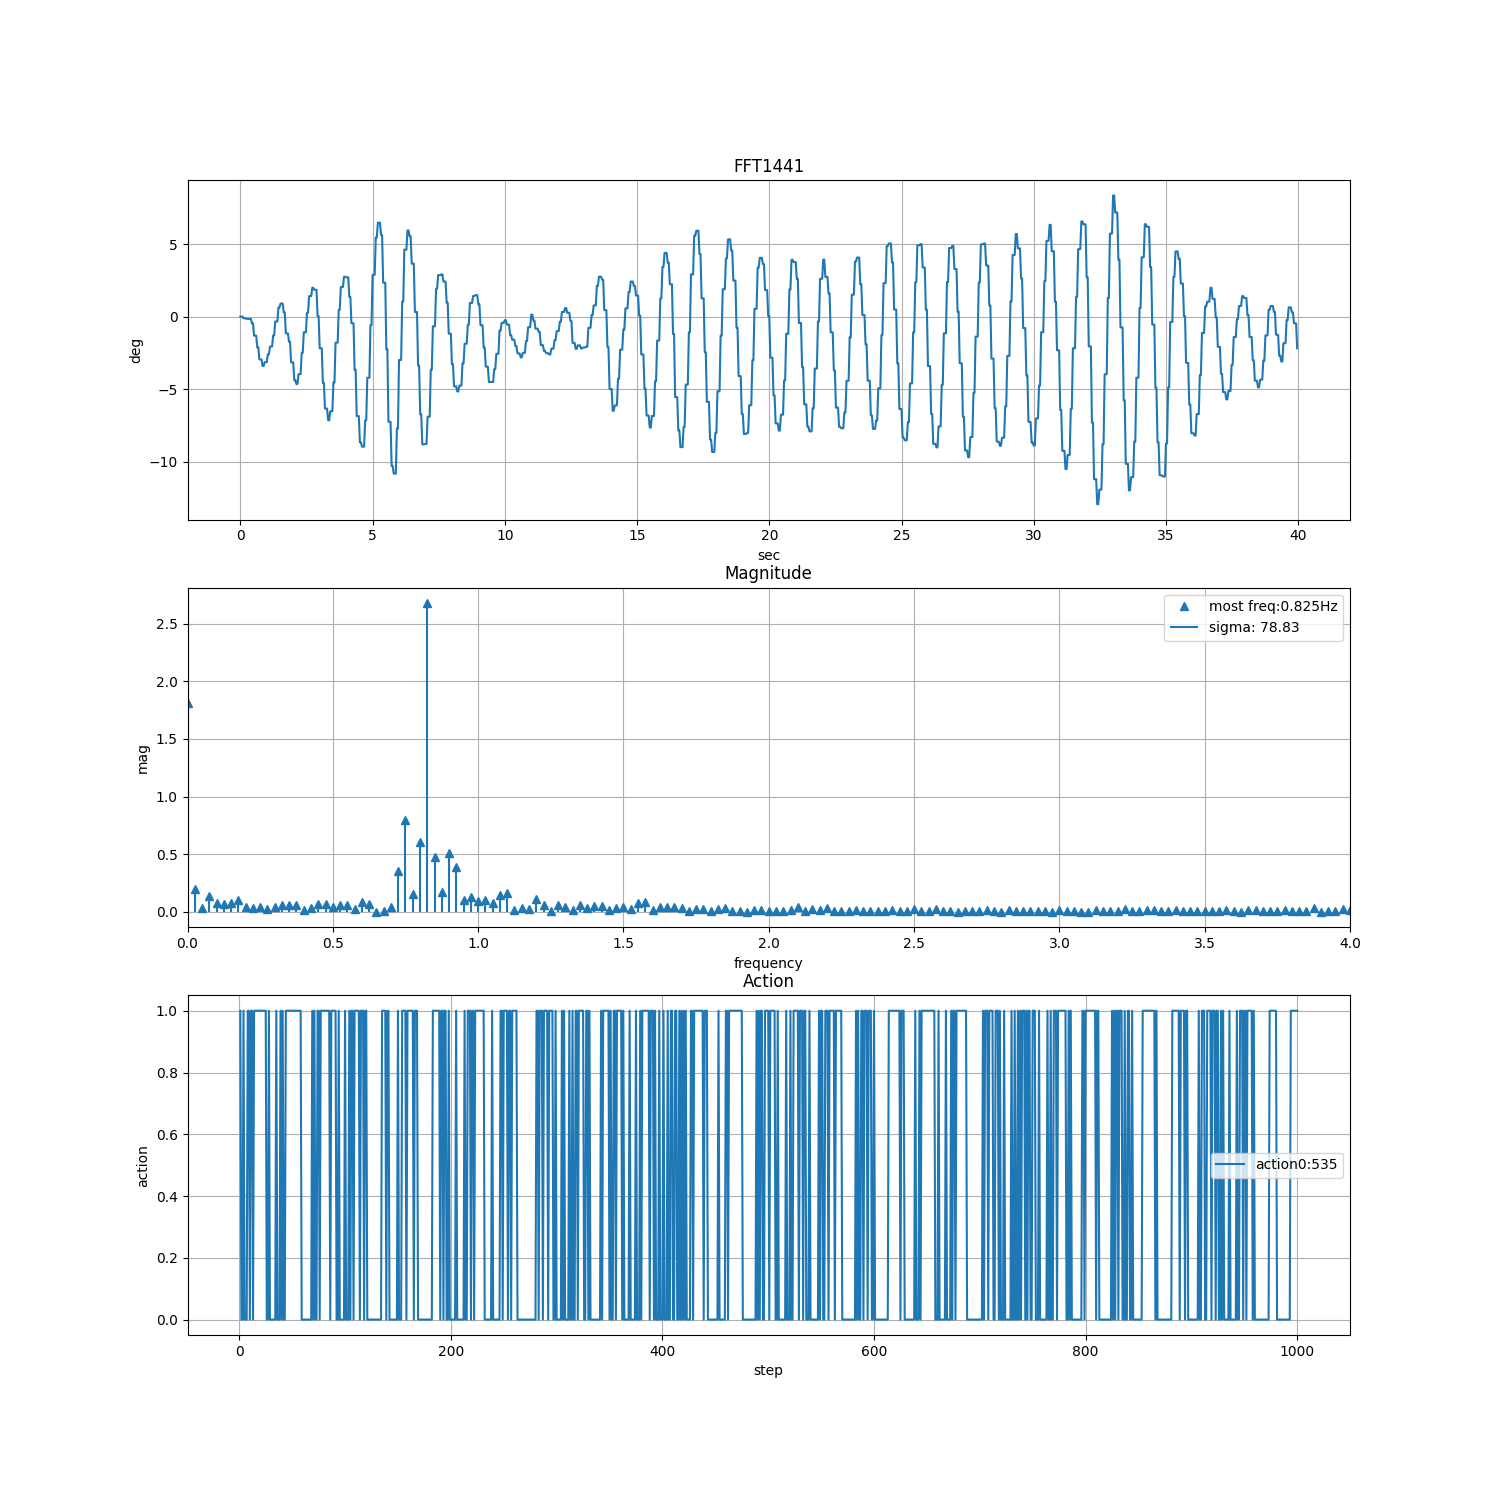 FFT1441
5
0
−5
−10
deg
0 5 10 15 20 25 30 35 40
sec
Magnitude
most freq:0.825Hz
sigma: 78.83
2.5
2.0
1.5
1.0
0.5
0.0
mag
0.0 0.5 1.0 1.5 2.0 2.5 3.0 3.5 4.0
frequency
Action
1.0
0.8
0.6
0.4
0.2
0.0
action
action0:535
0 200 400 600 800 1000
step